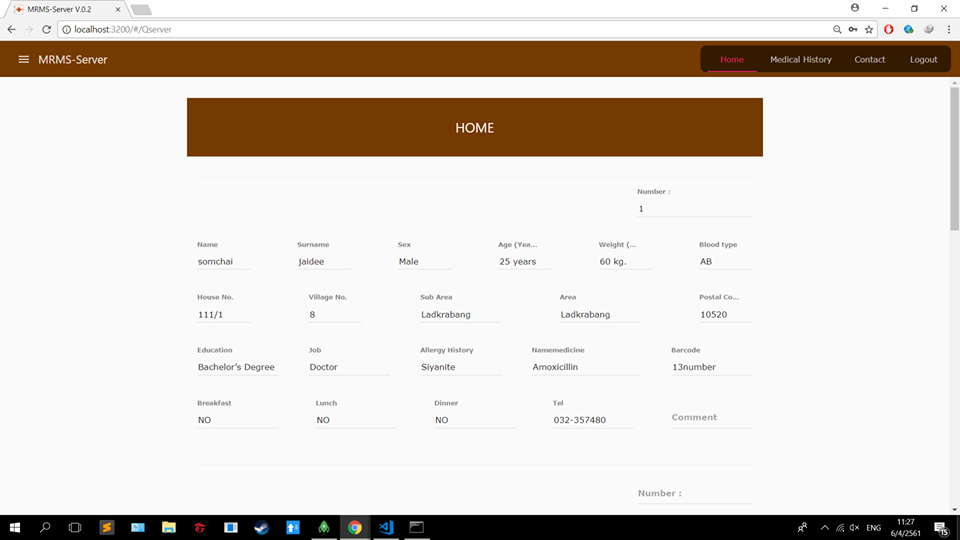 MRMS-Server V.0.2
localhost:3200/#/Qserver
MRMS-Server
Home Medical History Contact Logout
HOME
Number :
1
Name Surname Sex Age (Yea... Weight (... Blood type
somchai jaidee Male 25 years 60 kg. AB
House No. Village No. Sub Area Area Postal Co...
111/1 8 Ladkrabang Ladkrabang 10520
Education Job Allergy History Namemedicine Barcode
Bachelor's Degree Doctor Siyanite Amoxicillin 13number
Breakfast Lunch Dinner Tel
NO NO NO 032-357480 Comment
Number :
ENG
11:27
6/4/2561
15